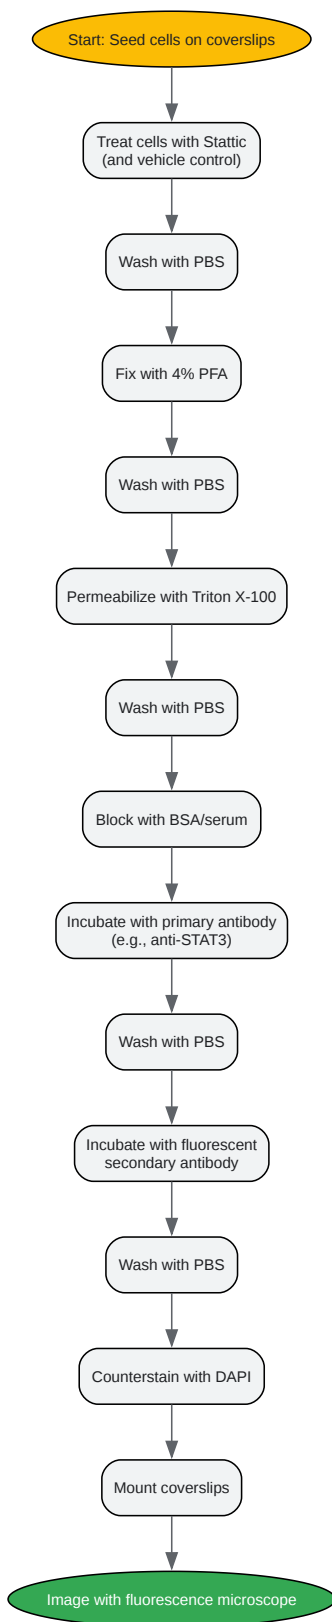 Start: Seed cells on coverslips
Treat cells with Stattic
(and vehicle control)
Wash with PBS
Fix with 4% PFA
Wash with PBS
Permeabilize with Triton X-100
Wash with PBS
Block with BSA/serum
Incubate with primary antibody
(e.g., anti-STAT3)
Wash with PBS
Incubate with fluorescent
secondary antibody
Wash with PBS
Counterstain with DAPI
Mount coverslips
Image with fluorescence microscope